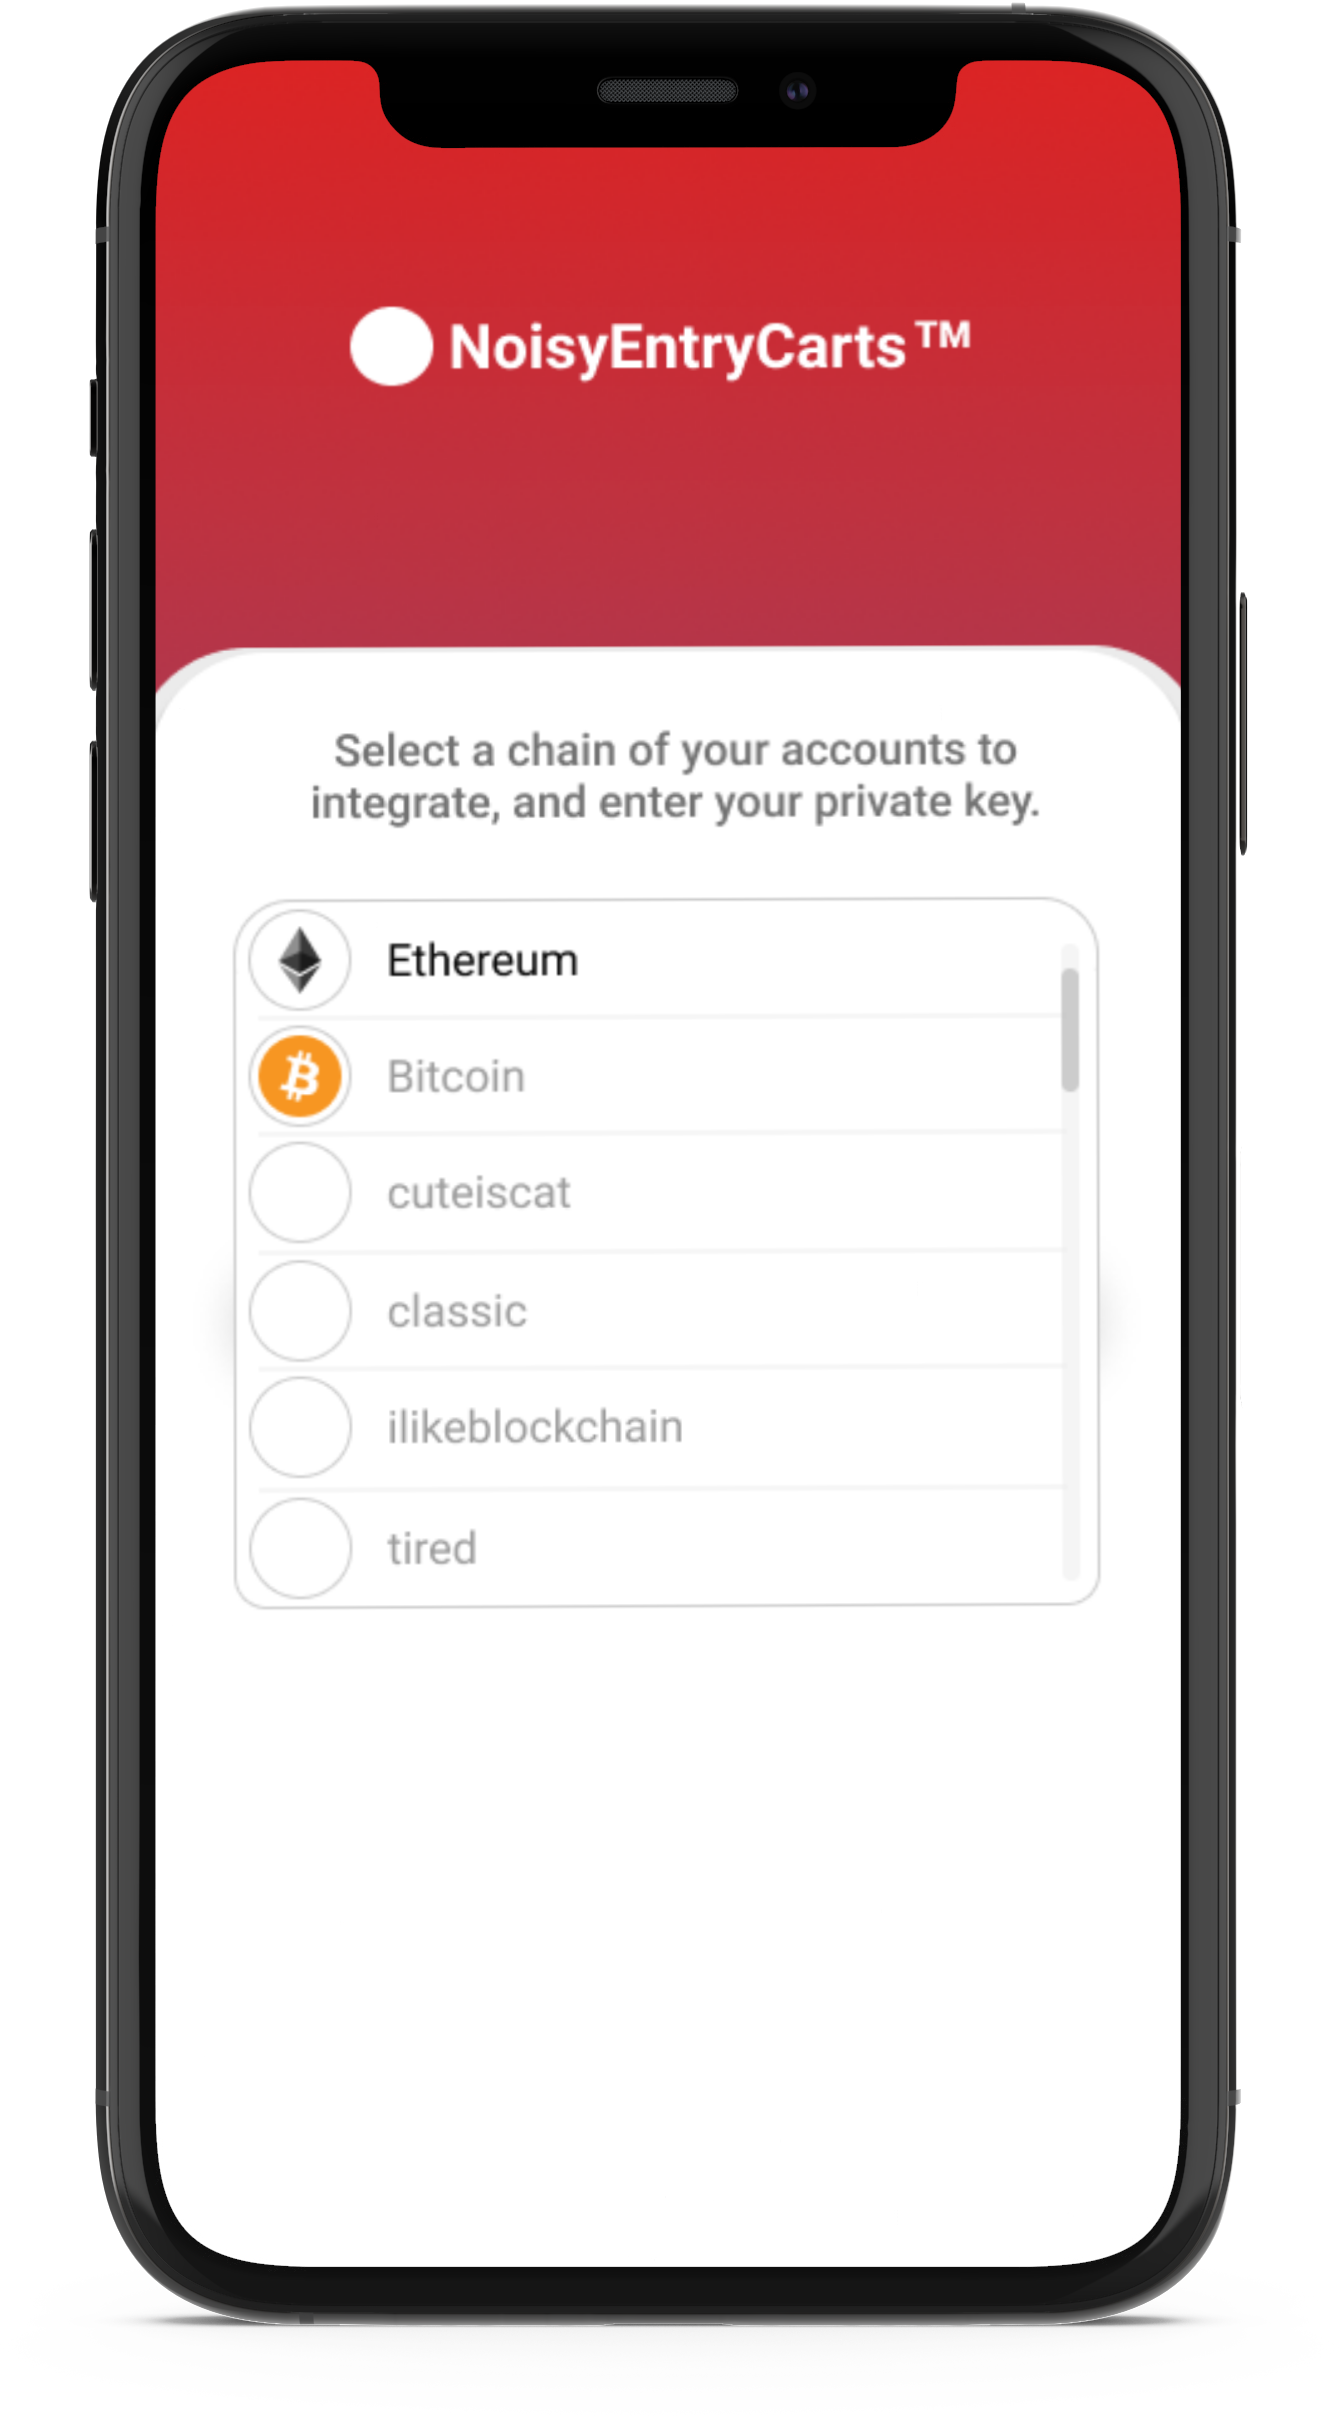 NoisyEntryCarts™
Select a chain of your accounts to
integrate, and enter your private key.
Ethereum
Bitcoin
cuteiscat
classic
ilikeblockchain
tired